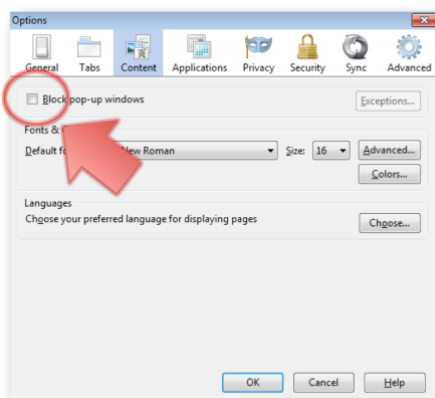 Options
General Tabs Content Applications Privacy Security Sync Advanced
Block pop-up windows Exceptions...
Fonts &
Default New Roman Size: 16 Advanced...
Colors...
Languages
Choose your preferred language for displaying pages
Choose...
OK Cancel Help